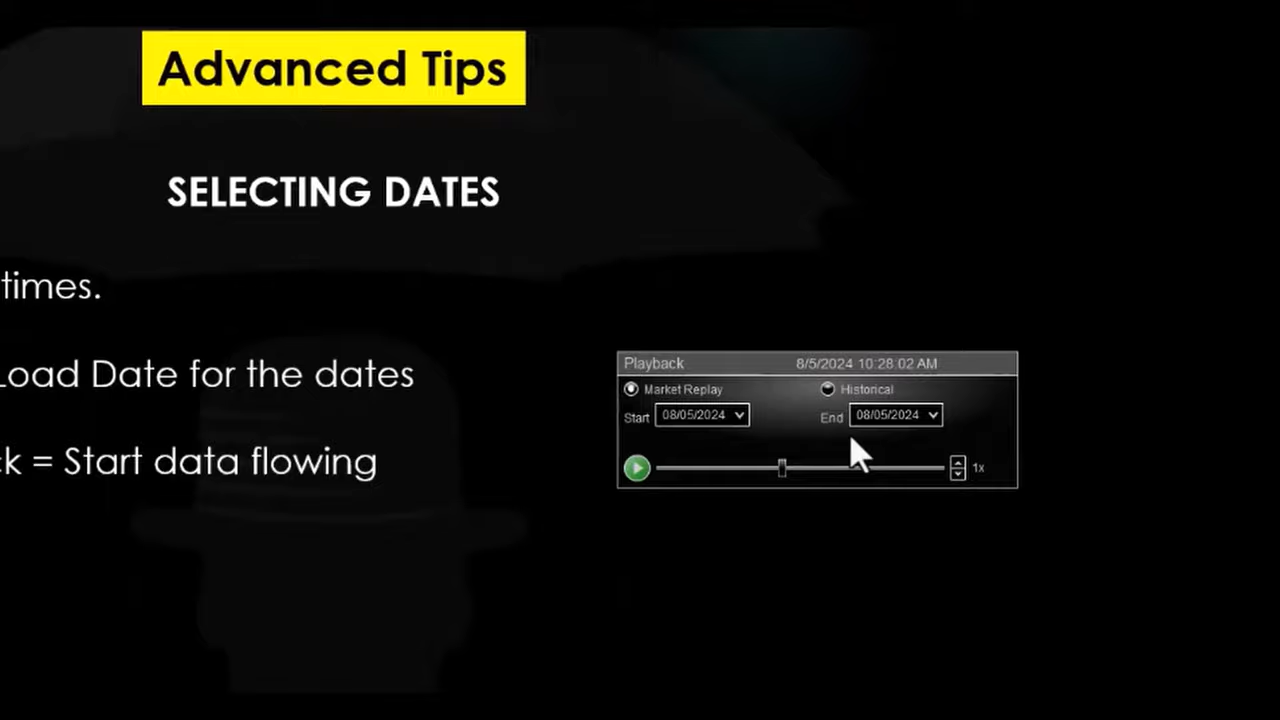 Advanced Tips
SELECTING DATES
times.
Load Date for the dates
ck = Start data flowing
Playback 8/5/2024 10:28:02 AM
Market Replay Historical
Start 08/05/2024 End 08/05/2024
1x